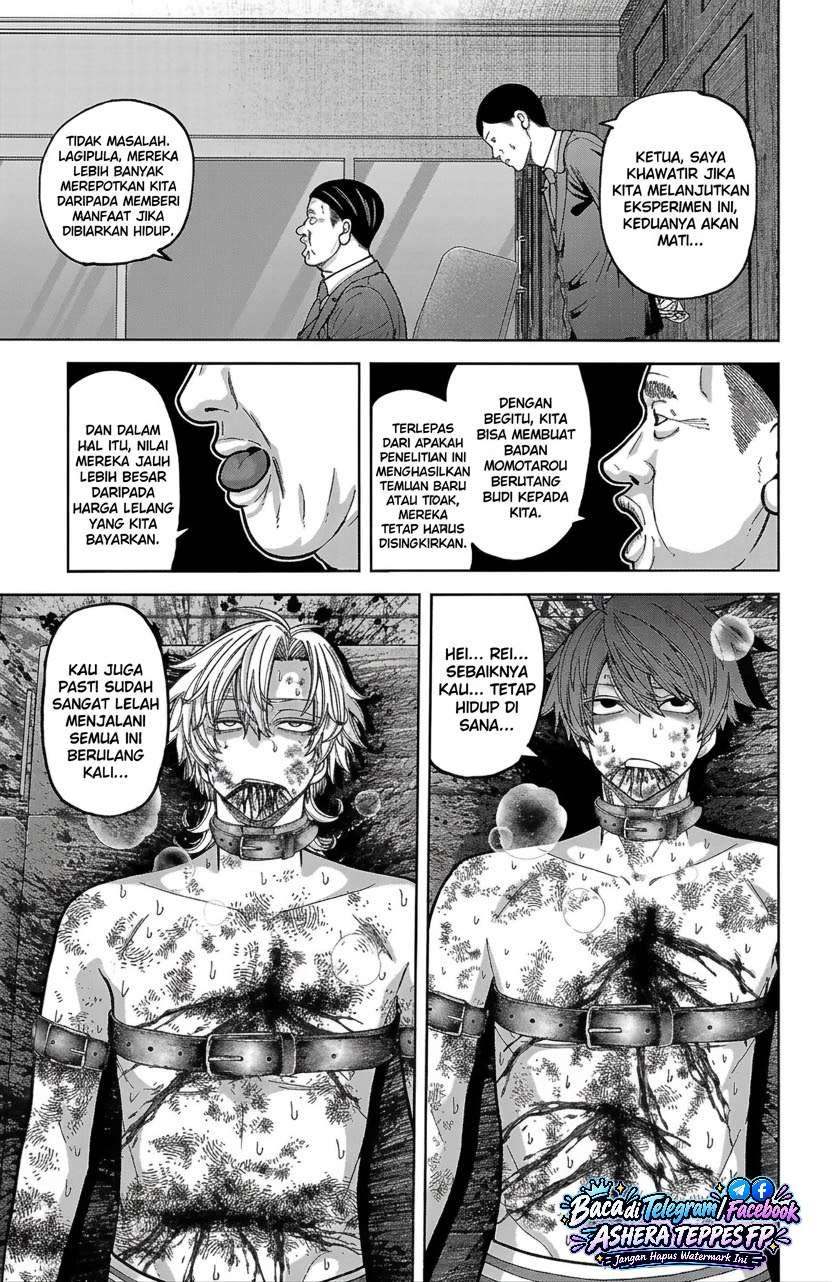 KETUA, SAYA
KHAWATIR JIKA
KITA MELANJUTKAN
EKSPERIMEN INI,
KEDUANYA AKAN
MATI...
TIDAK MASALAH.
LAGIPULA, MEREKA
LEBIH BANYAK
MEREPOTKAN KITA
DARIPADA MEMBERI
MANFAAT JIKA
DIBIARKAN HIDUP.
DENGAN
BEGITU, KITA
BISA MEMBUAT
BADAN
MOMOTAROU
BERUTANG
BUDI KEPADA
KITA.
TERLEPAS
DARI APAKAH
PENELITIAN INI
MENGHASILKAN
TEMUAN BARU
ATAU TIDAK,
MEREKA
TETAP HARUS
DISINGKIRKAN.
DAN DALAM
HAL ITU, NILAI
MEREKA JAUH
LEBIH BESAR
DARIPADA
HARGA LELANG
YANG KITA
BAYARKAN.
HEI... REI...
SEBAIKNYA
KAU... TETAP
HIDUP DI
SANA...
KAU JUGA
PASTI SUDAH
SANGAT LELAH
MENJALANI
SEMUA INI
BERULANG
KALI...
Baca di Telegram/Facebook
ASHERA TEPPES FP
Jangan Hapus Watermark Ini